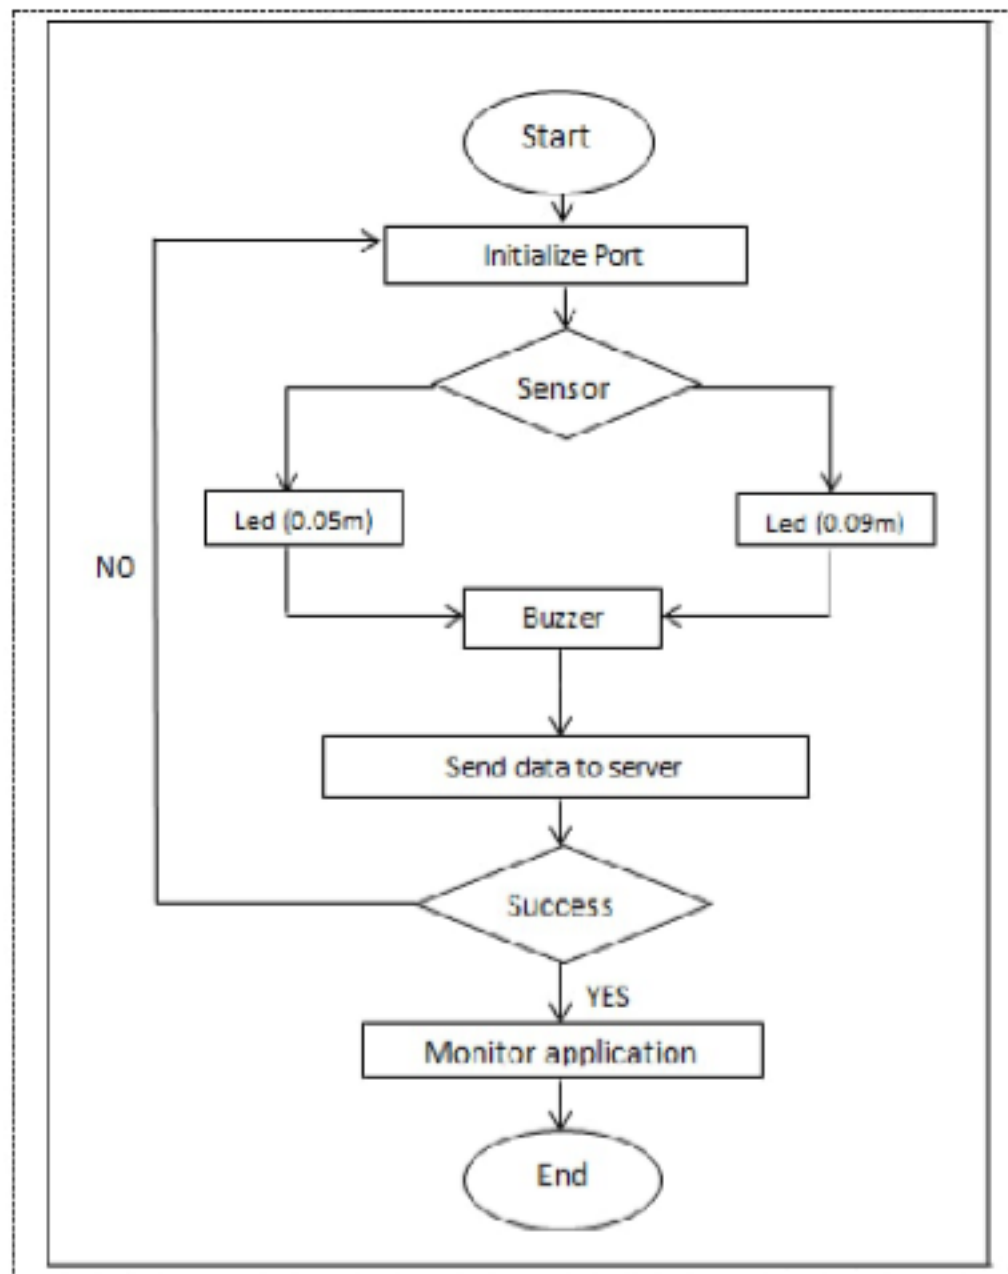 Start
Initialize Port
Sensor
Led (0.05m)
Led (0.09m)
NO
Buzzer
Send data to server
Success
YES
Monitor application
End